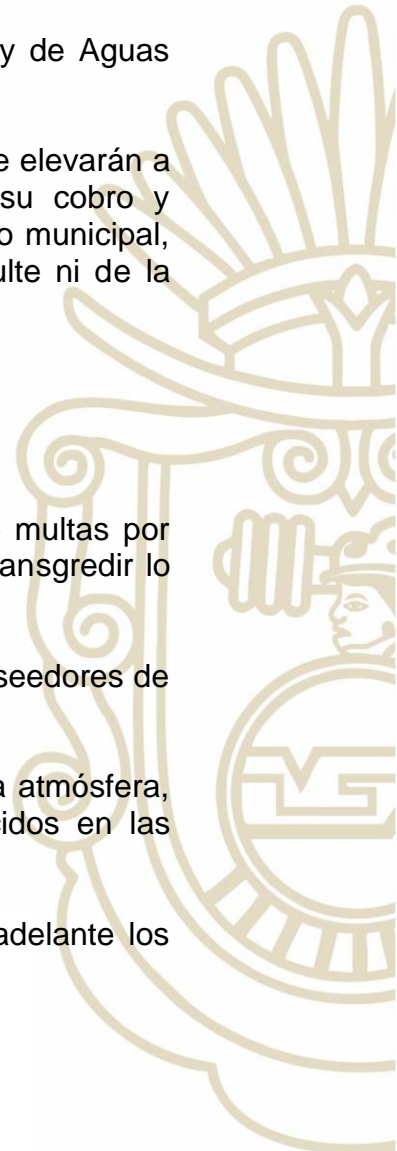 y de Aguas
e elevarán a
su cobro y
o municipal,
ulte ni de la
multas por
ansgredir lo
seedores de
a atmósfera,
idos en las
adelante los